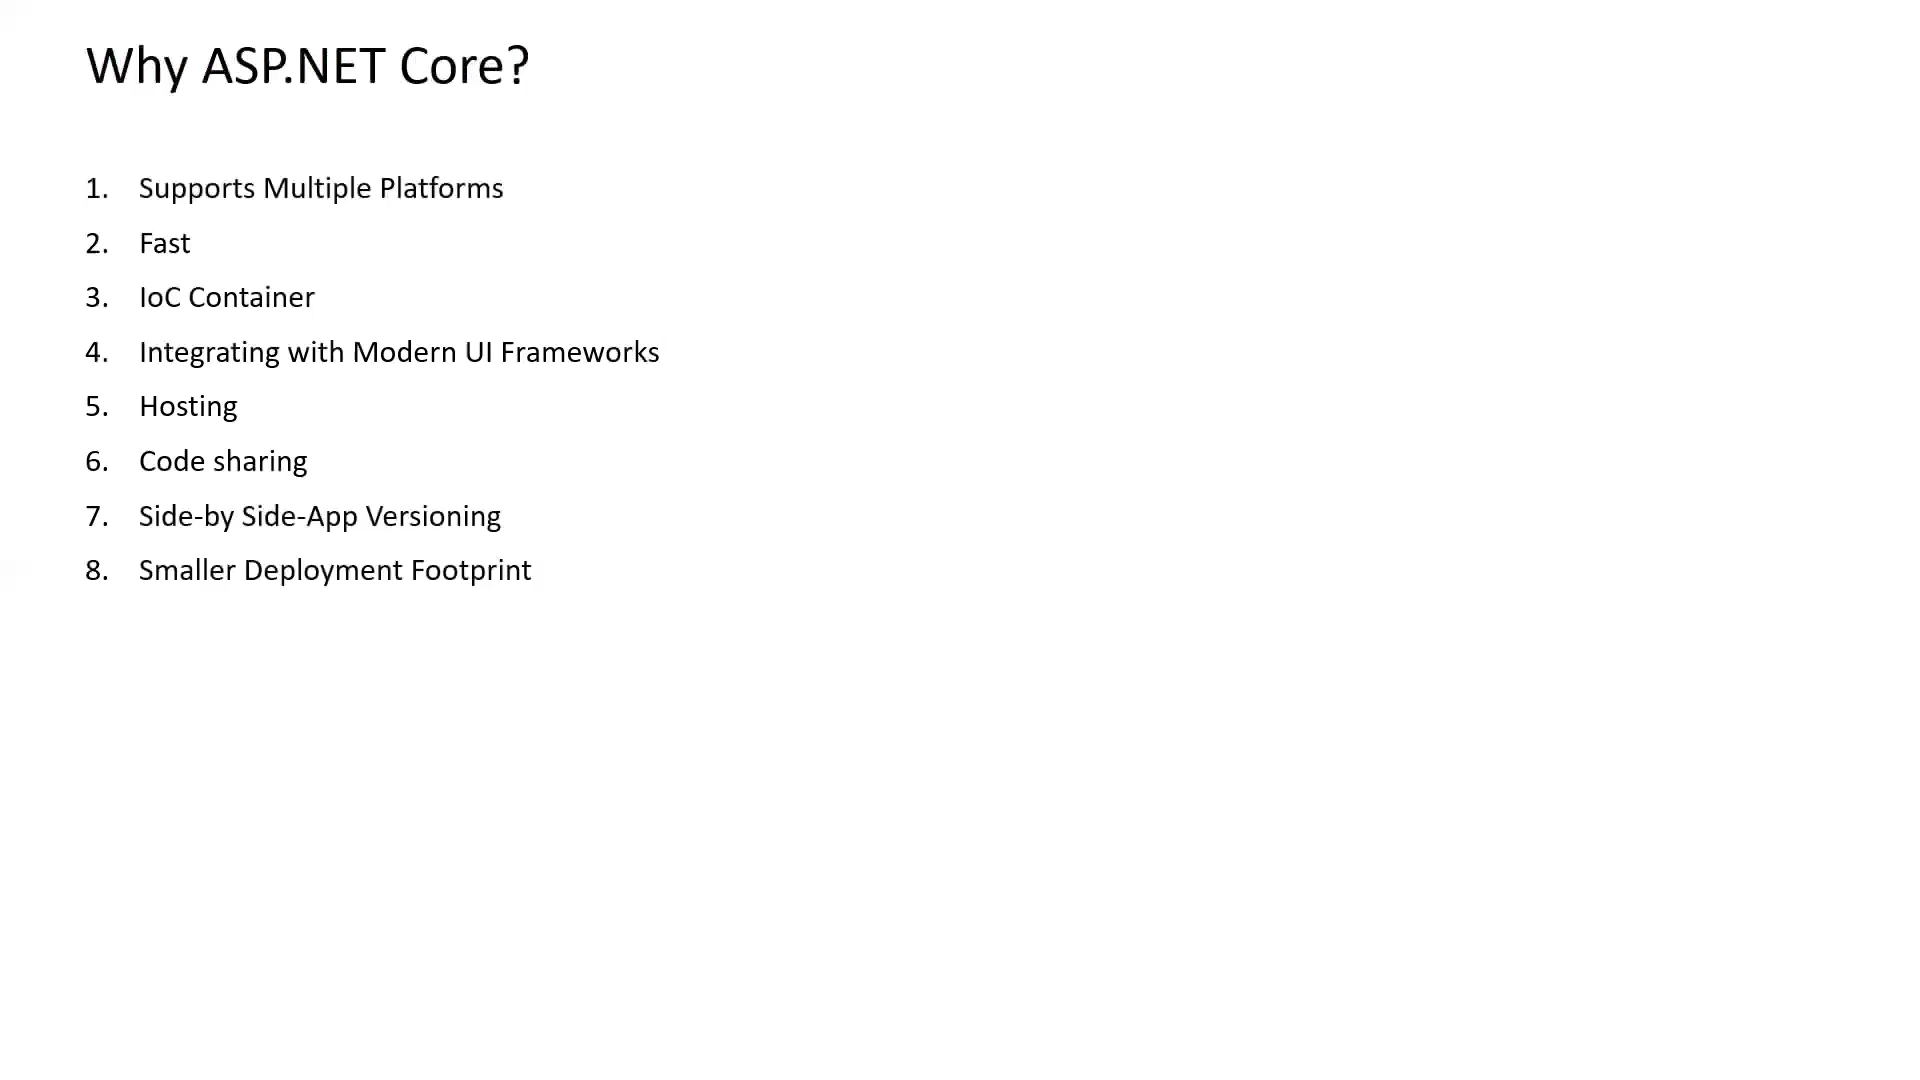 Why ASP.NET Core?
1. Supports Multiple Platforms
2. Fast
3. IoC Container
4. Integrating with Modern UI Frameworks
5. Hosting
6. Code sharing
7. Side-by Side-App Versioning
8. Smaller Deployment Footprint